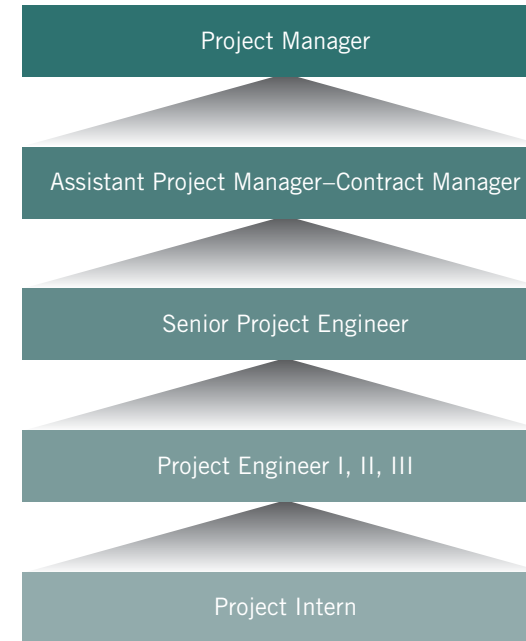 Project Manager
Assistant Project Manager–Contract Manager
Senior Project Engineer
Project Engineer I, II, III
Project Intern